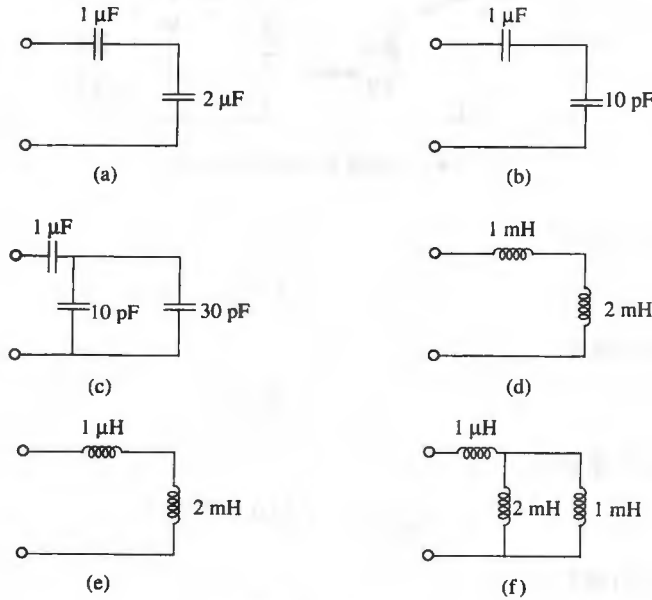 1 μF
2 μF
(a)
1 μF
10 pF
(b)
1 μF
10 pF
30 pF
(c)
1 mH
2 mH
(d)
1 μH
2 mH
(e)
1 μH
2 mH
1 mH
(f)